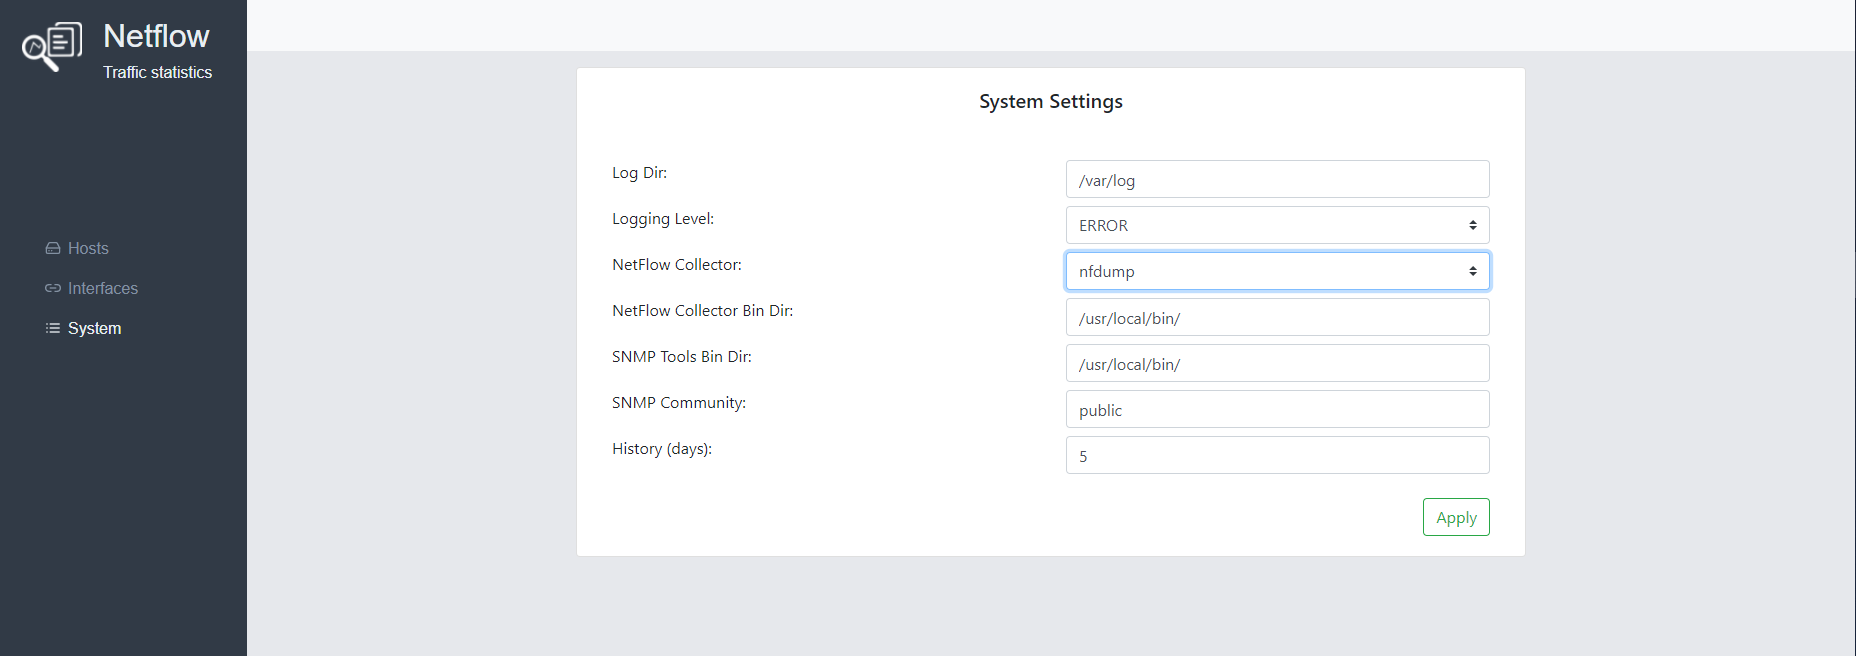 Netflow
Traffic statistics
Hosts
Interfaces
System
System Settings
Log Dir: /var/log
Logging Level: ERROR
NetFlow Collector: nfdump
NetFlow Collector Bin Dir: /usr/local/bin/
SNMP Tools Bin Dir: /usr/local/bin/
SNMP Community: public
History (days): 5
Apply